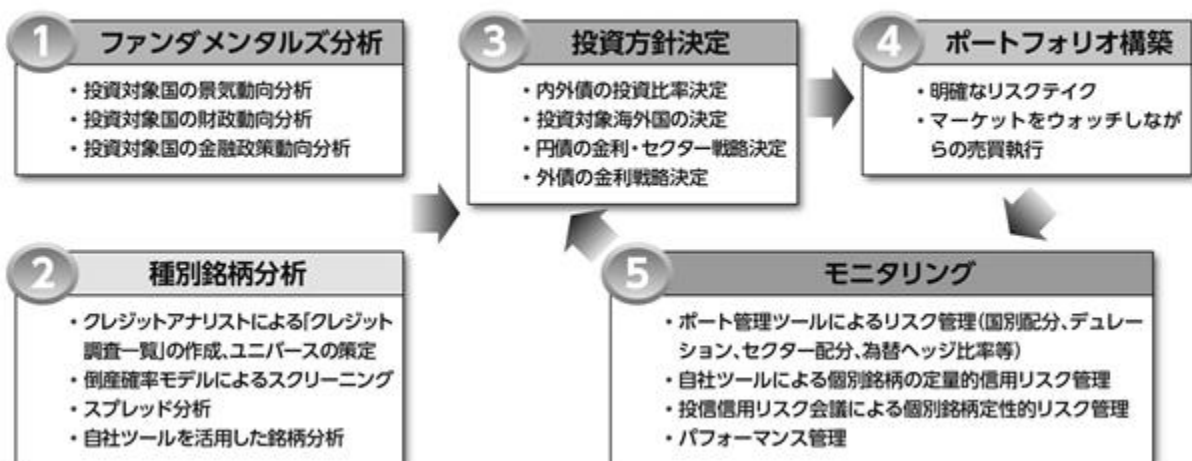 1 ファンダメンタルズ分析
・投資対象国の景気動向分析
・投資対象国の財政動向分析
・投資対象国の金融政策動向分析
2 種別銘柄分析
・クレジットアナリストによる「クレジット
調査一覧」の作成、ユニバースの策定
・倒産確率モデルによるスクリーニング
・スプレッド分析
・自社ツールを活用した銘柄分析
3 投資方針決定
・内外債の投資比率決定
・投資対象海外国の決定
・円債の金利・セクター戦略決定
・外債の金利戦略決定
4 ポートフォリオ構築
・明確なリスクテイク
・マーケットをウォッチしなが
らの売買執行
5 モニタリング
・ポート管理ツールによるリスク管理(国別配分、デュレー
ション、セクター配分、為替ヘッジ比率等)
・自社ツールによる個別銘柄の定量的信用リスク管理
・投信信用リスク会議による個別銘柄定性的リスク管理
・パフォーマンス管理